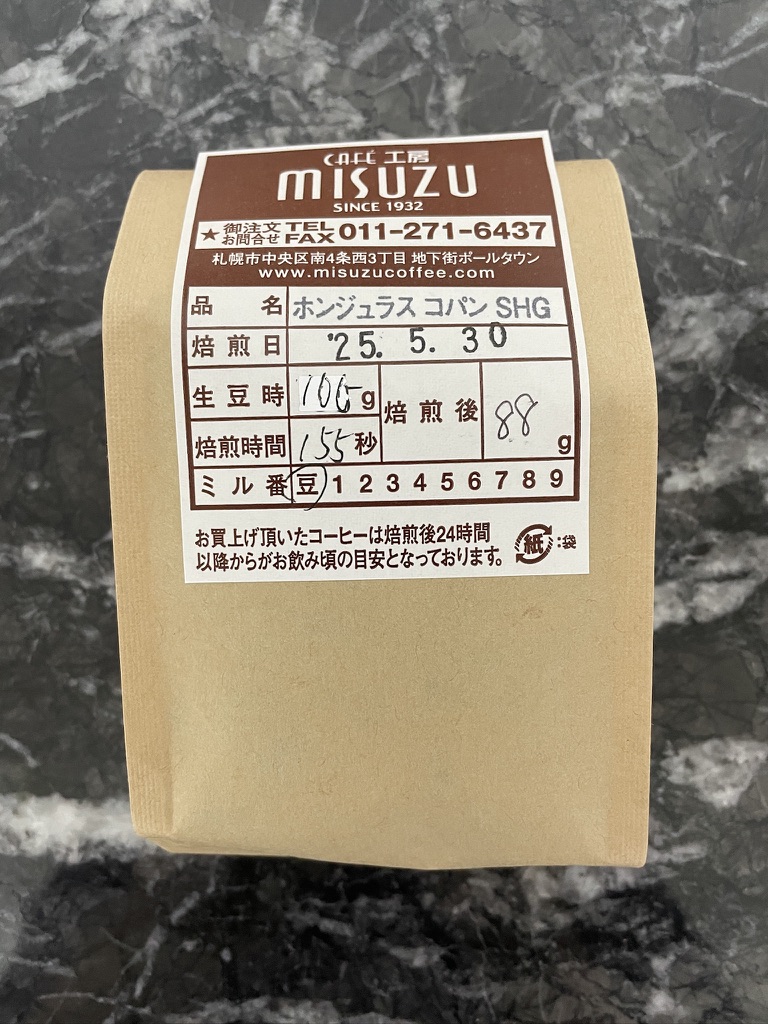 工房
MISUZU
SINCE 1932
★ 御注文 お問合せ TEL FAX 011-271-6437
札幌市中央区南4条西3丁目 地下街ポールタウン
www.misuzucoffee.com
品 名 ホンジュラス コパン SHG
焙煎日 '25. 5. 30
生豆時 g 焙煎後 88 g
焙煎時間 155秒
ミル番 豆 1 2 3 4 5 6 7 8 9
お買上げ頂いたコーヒーは焙煎後24時間
以降からがお飲み頃の目安となっております。
紙 :袋